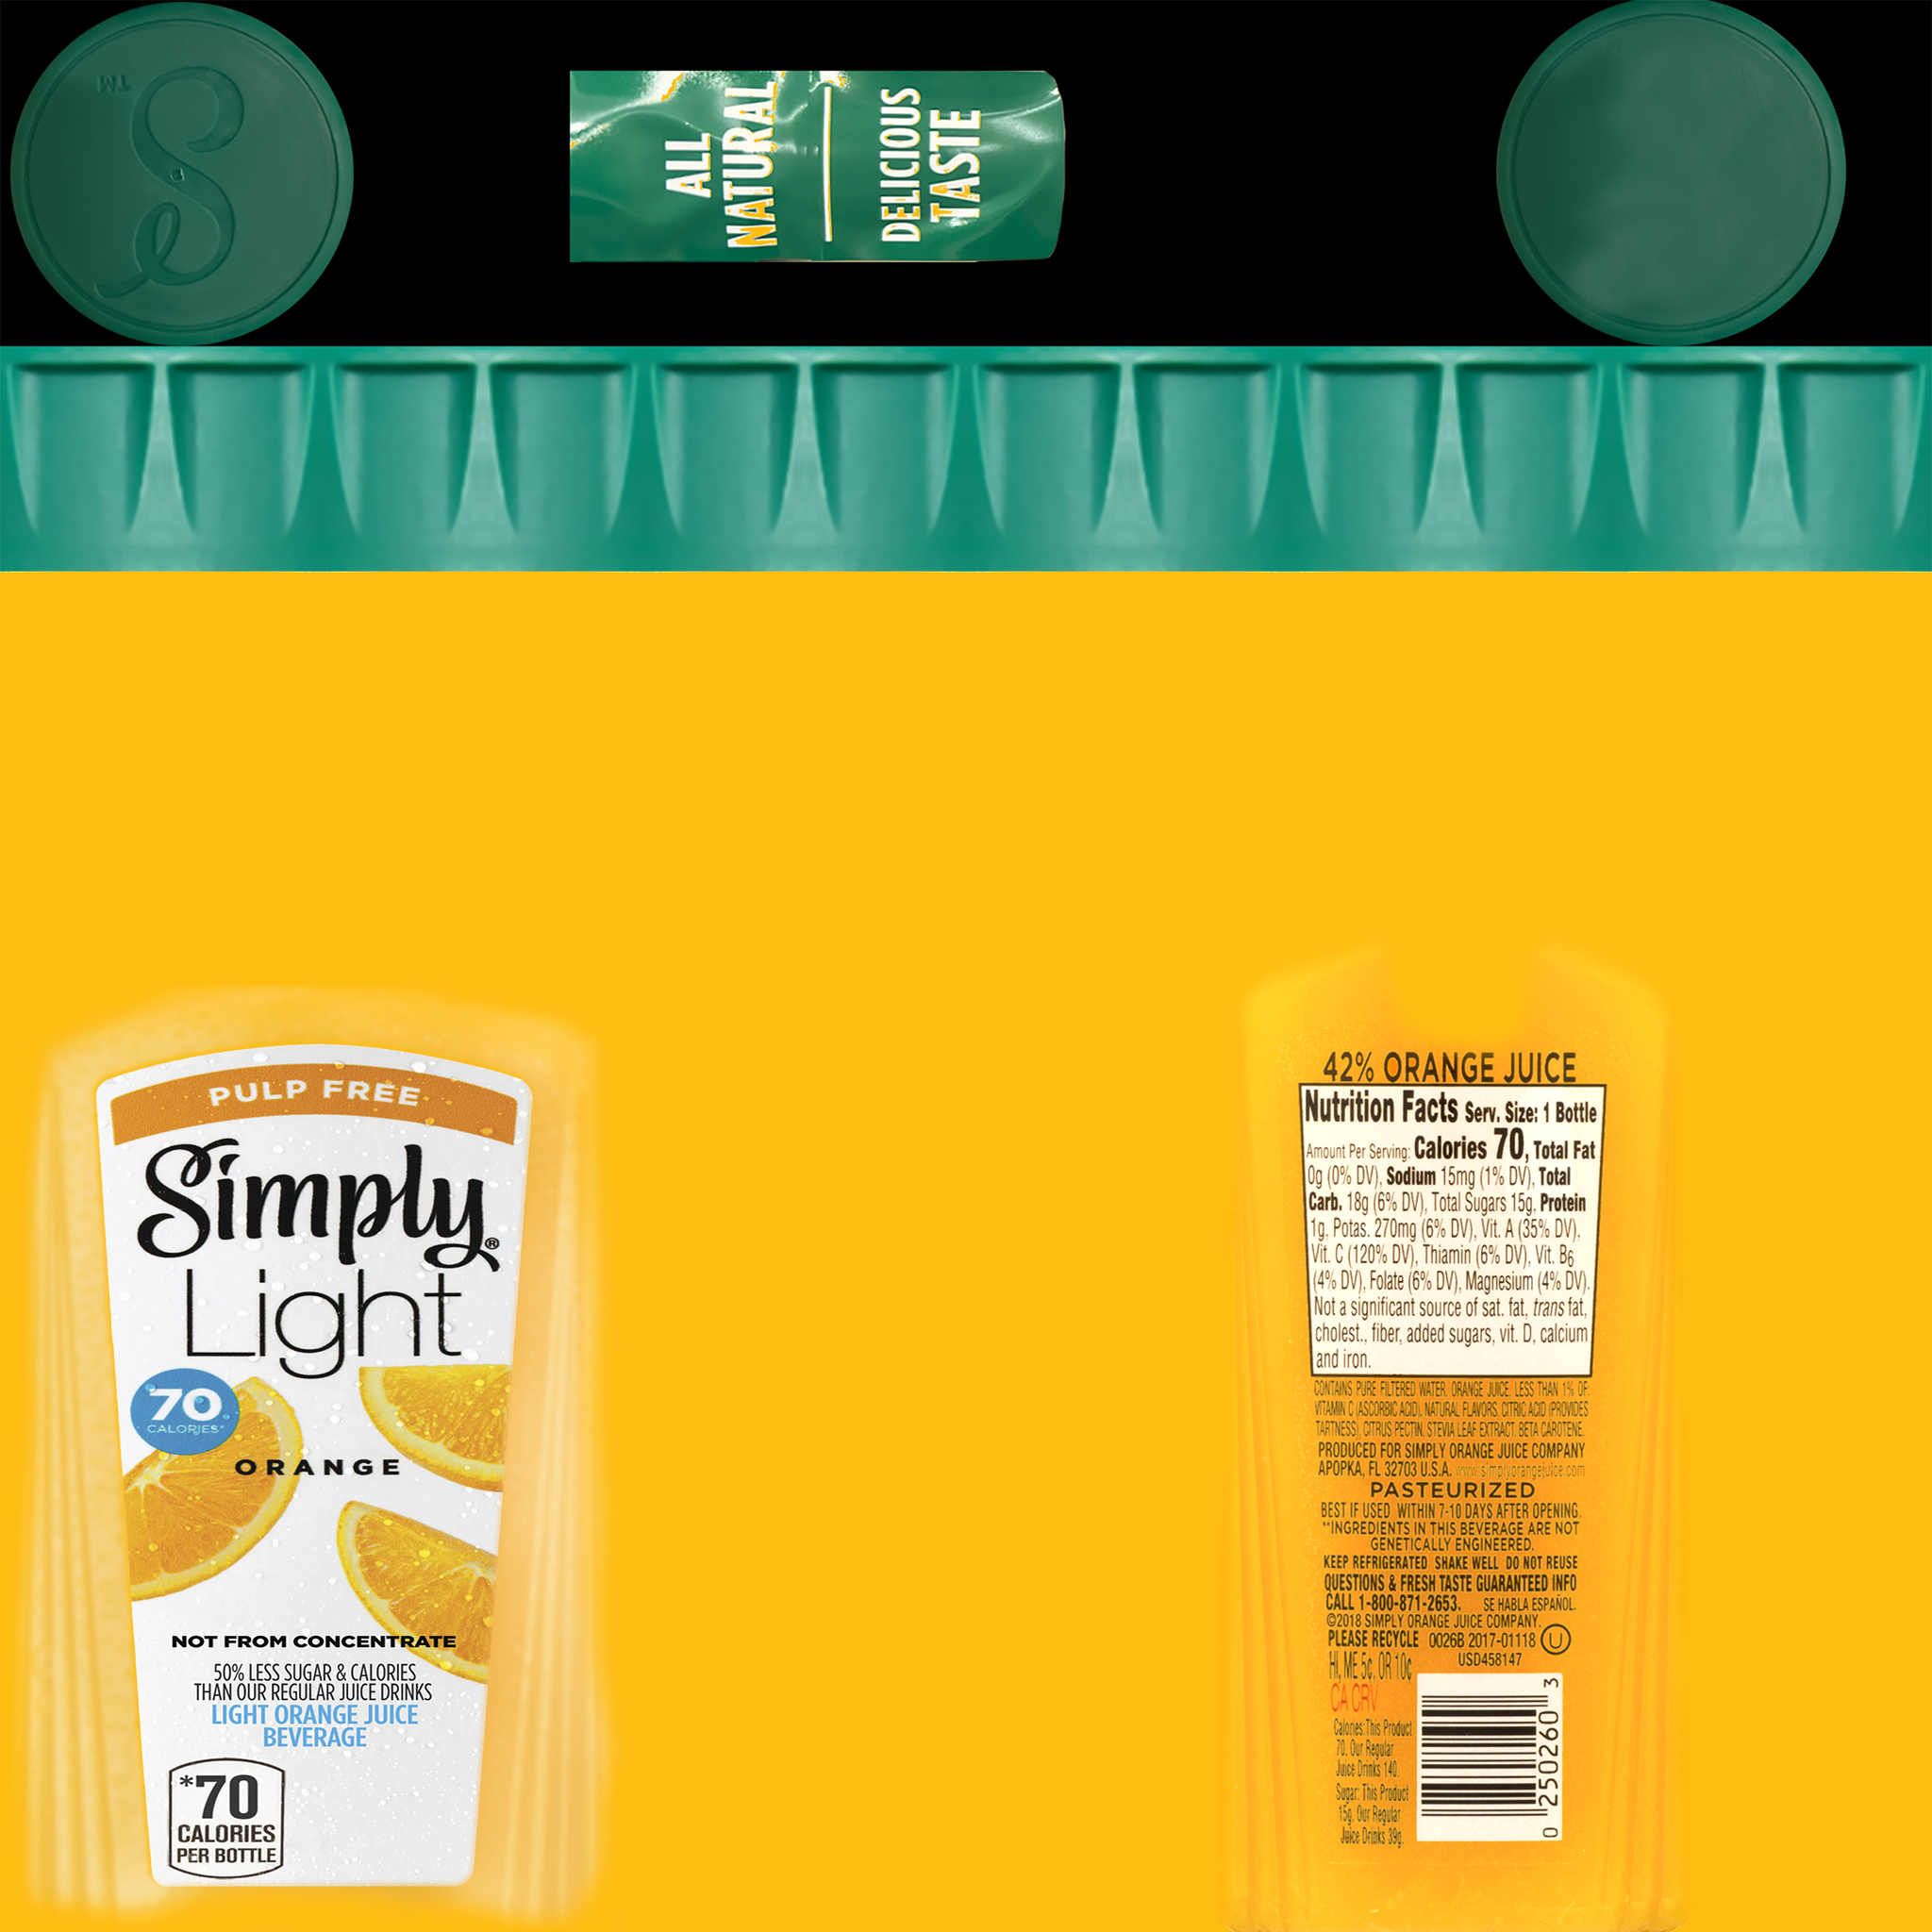 TM
ALL
NATURAL
DELICIOUS
TASTE
PULP FREE
Simply®
Light
70
CALORIES*
ORANGE
NOT FROM CONCENTRATE
50% LESS SUGAR & CALORIES
THAN OUR REGULAR JUICE DRINKS
LIGHT ORANGE JUICE
BEVERAGE
*70
CALORIES
PER BOTTLE
42% ORANGE JUICE
Nutrition Facts Serv. Size: 1 Bottle
Amount Per Serving: Calories 70, Total Fat
0g (0% DV), Sodium 15mg (1% DV), Total
Carb. 18g (6% DV), Total Sugars 15g, Protein
1g, Potas. 270mg (6% DV), Vit. A (35% DV),
Vit. C (120% DV), Thiamin (6% DV), Vit. B6
(4% DV), Folate (6% DV), Magnesium (4% DV).
Not a significant source of sat. fat, trans fat,
cholest., fiber, added sugars, vit. D, calcium
and iron.
CONTAINS PURE FILTERED WATER, ORANGE JUICE, LESS THAN 1% OF:
VITAMIN C (ASCORBIC ACID), NATURAL FLAVORS, CITRIC ACID (PROVIDES
TARTNESS), CITRUS PECTIN, STEVIA LEAF EXTRACT, BETA CAROTENE.
PRODUCED FOR SIMPLY ORANGE JUICE COMPANY
APOPKA, FL 32703 U.S.A. www.simplyorangejuice.com
PASTEURIZED
BEST IF USED WITHIN 7-10 DAYS AFTER OPENING.
**INGREDIENTS IN THIS BEVERAGE ARE NOT
GENETICALLY ENGINEERED.
KEEP REFRIGERATED SHAKE WELL DO NOT REUSE
QUESTIONS & FRESH TASTE GUARANTEED INFO
CALL 1-800-871-2653. SE HABLA ESPAÑOL.
©2018 SIMPLY ORANGE JUICE COMPANY.
PLEASE RECYCLE 0026B 2017-01118 U
USD458147
HI, ME 5¢, OR 10¢
CA CRV
Calories: This Product
70. Our Regular
Juice Drinks 140.
Sugar: This Product
15g. Our Regular
Juice Drinks 39g.
0 250260 3